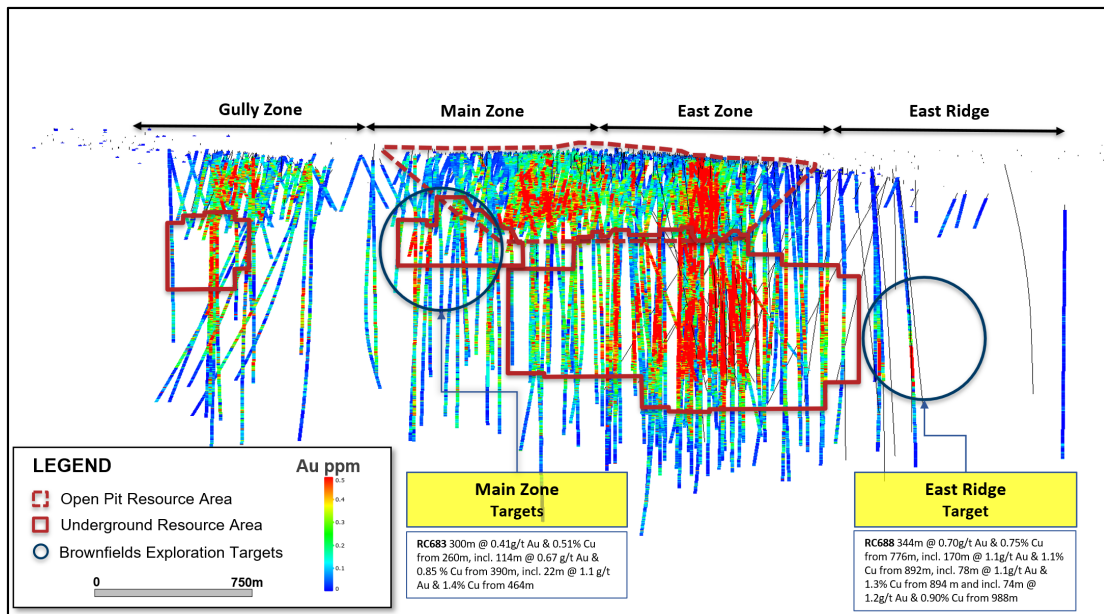 Gully Zone
Main Zone
East Zone
East Ridge
LEGEND
Au ppm
Open Pit Resource Area
Underground Resource Area
Brownfields Exploration Targets
0.5
0.4
0.3
0.2
0.1
0
0
750m
Main Zone
Targets
RC683 300m @ 0.41g/t Au & 0.51% Cu
from 260m, incl. 114m @ 0.67 g/t Au &
0.85 % Cu from 390m, incl. 22m @ 1.1 g/t
Au & 1.4% Cu from 464m
East Ridge
Target
RC688 344m @ 0.70g/t Au & 0.75% Cu
from 776m, incl. 170m @ 1.1g/t Au & 1.1%
Cu from 892m, incl. 78m @ 1.1g/t Au &
1.3% Cu from 894 m and incl. 74m @
1.2g/t Au & 0.90% Cu from 988m